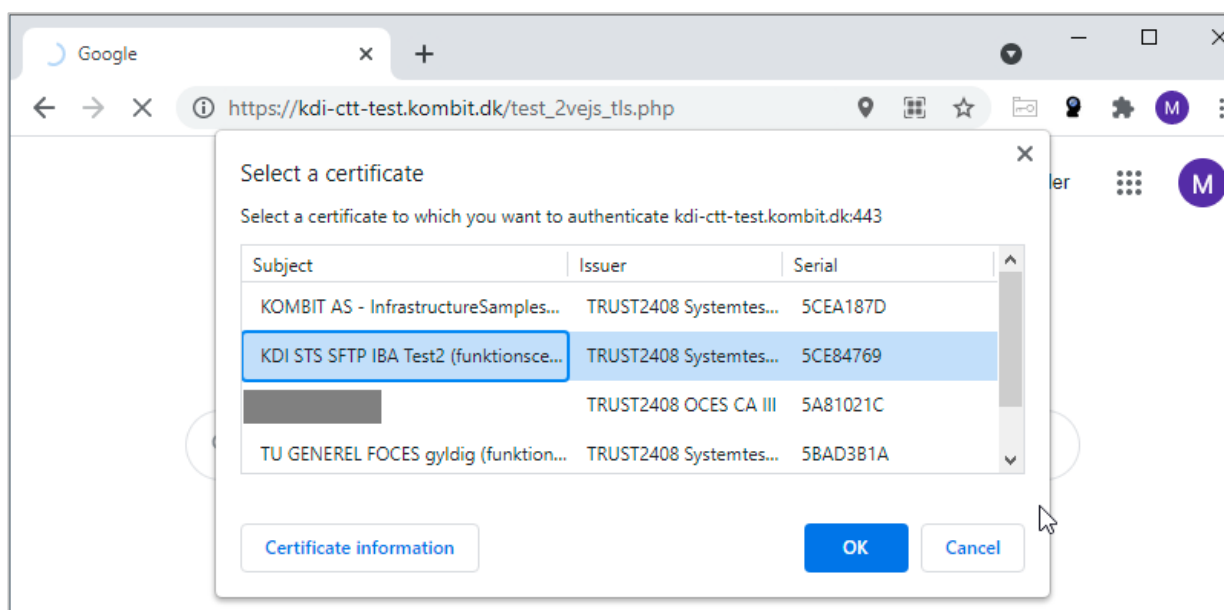 Google
https://kdi-ctt-test.kombit.dk/test_2vejs_tls.php
M
Select a certificate
ler
M
Select a certificate to which you want to authenticate kdi-ctt-test.kombit.dk:443
Subject Issuer Serial
KOMBIT AS - InfrastructureSamples... TRUST2408 Systemtes... 5CEA187D
KDI STS SFTP IBA Test2 (funktionsce... TRUST2408 Systemtes... 5CE84769
TRUST2408 OCES CA III 5A81021C
TU GENEREL FOCES gyldig (funktion... TRUST2408 Systemtes... 5BAD3B1A
Certificate information OK Cancel